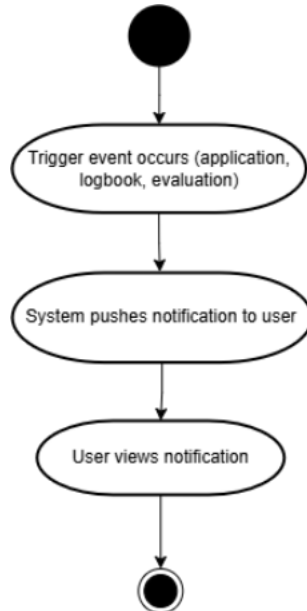 Trigger event occurs (application,
logbook, evaluation)
System pushes notification to user
User views notification